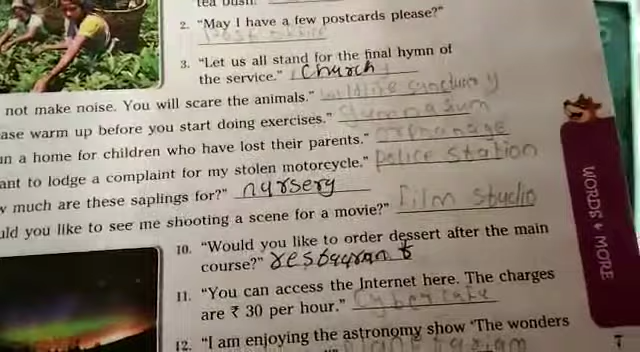 tea bush.
2. "May I have a few postcards please?"
Post office
3. "Let us all stand for the final hymn of
the service." Church
not make noise. You will scare the animals." wildlife sanctuary
ase warm up before you start doing exercises." gymnasium
un a home for children who have lost their parents." orphanage
ant to lodge a complaint for my stolen motorcycle." police station
w much are these saplings for?" nursery
uld you like to see me shooting a scene for a movie?" film studio
10. "Would you like to order dessert after the main
course?" restaurant
11. "You can access the Internet here. The charges
are ₹ 30 per hour." Cybercafe
12. "I am enjoying the astronomy show 'The wonders
WORDS & MORE
7